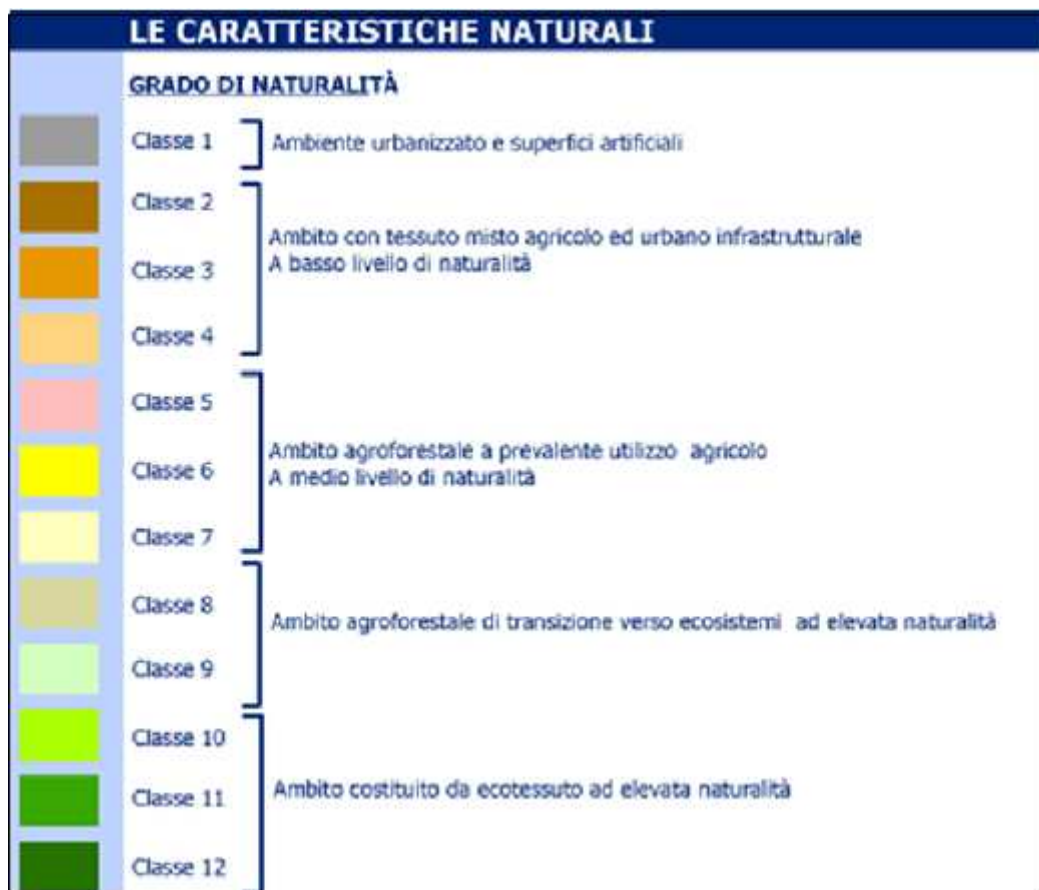 LE CARATTERISTICHE NATURALI
GRADO DI NATURALITÀ
Classe 1
Ambiente urbanizzato e superfici artificiali
Classe 2
Ambito con tessuto misto agricolo ed urbano infrastrutturale
A basso livello di naturalità
Classe 3
Classe 4
Classe 5
Ambito agroforestale a prevalente utilizzo agricolo
A medio livello di naturalità
Classe 6
Classe 7
Classe 8
Ambito agroforestale di transizione verso ecosistemi ad elevata naturalità
Classe 9
Classe 10
Classe 11
Ambito costituito da ecotessuto ad elevata naturalità
Classe 12